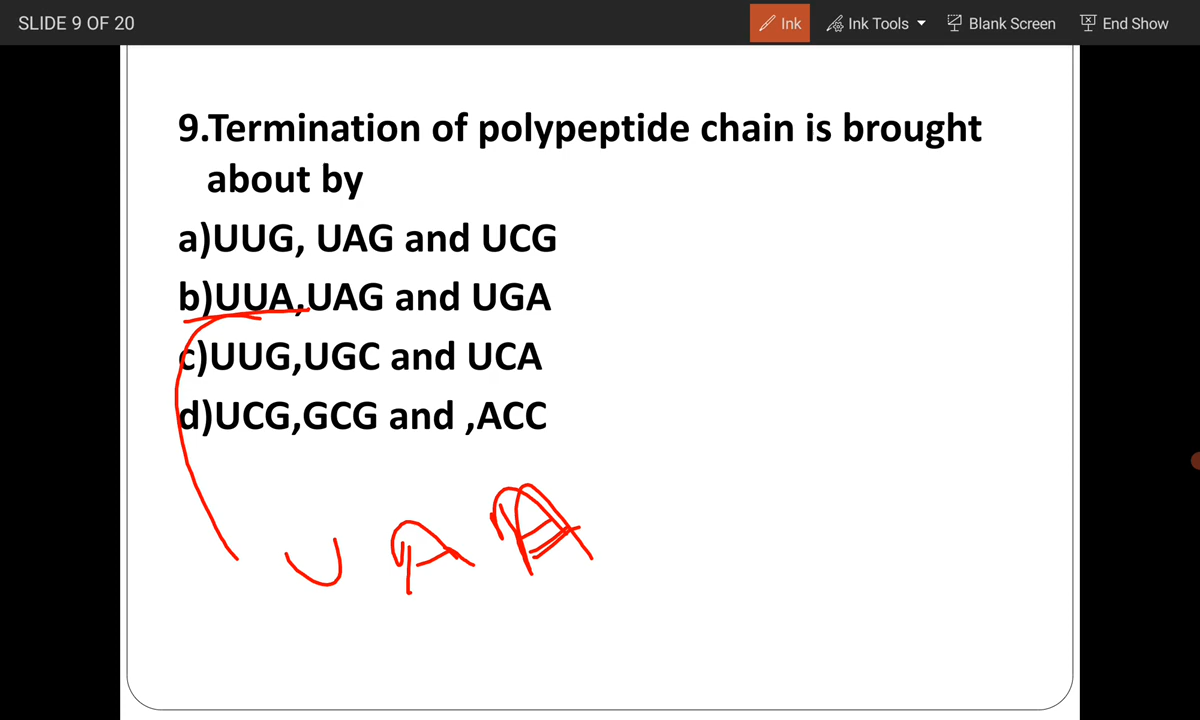 SLIDE 9 OF 20 Ink Ink Tools Blank Screen End Show
9.Termination of polypeptide chain is brought
about by
a)UUG, UAG and UCG
b)UUA,UAG and UGA
c)UUG,UGC and UCA
d)UCG,GCG and ,ACC
U A A